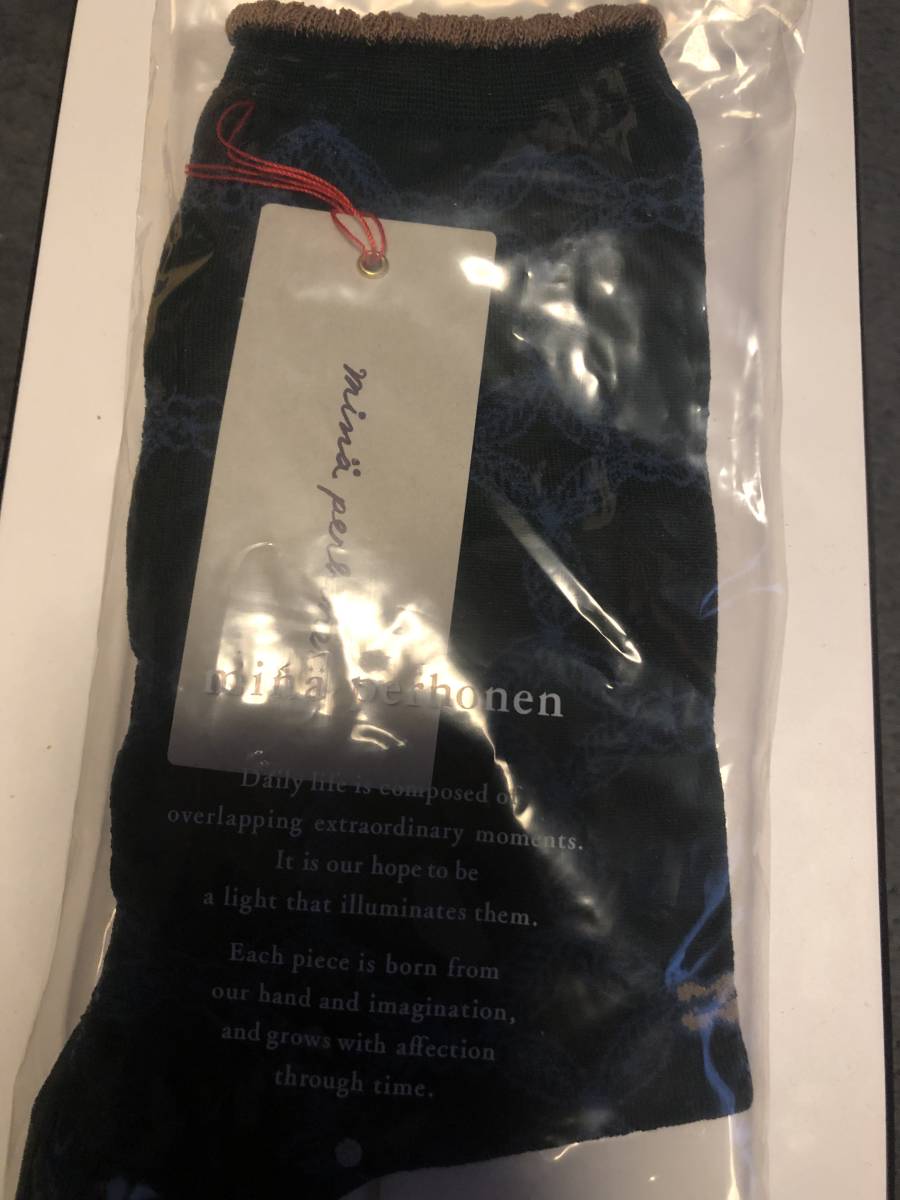 minä perhonen
minä perhonen
Daily life is composed of
overlapping extraordinary moments.
It is our hope to be
a light that illuminates them.
Each piece is born from
our hand and imagination,
and grows with affection
through time.